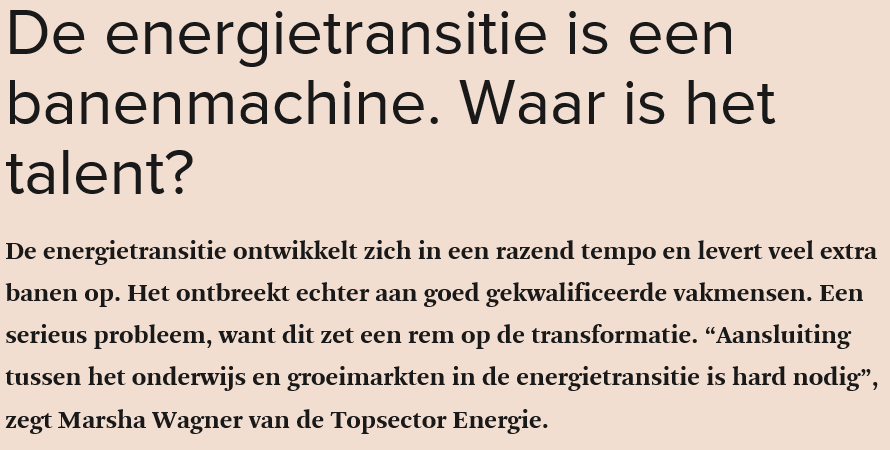 De energietransitie is een
banenmachine. Waar is het
talent?
De energietransitie ontwikkelt zich in een razend tempo en levert veel extra
banen op. Het ontbreekt echter aan goed gekwalificeerde vakmensen. Een
serieus probleem, want dit zet een rem op de transformatie. “Aansluiting
tussen het onderwijs en groeimarkten in de energietransitie is hard nodig”,
zegt Marsha Wagner van de Topsector Energie.